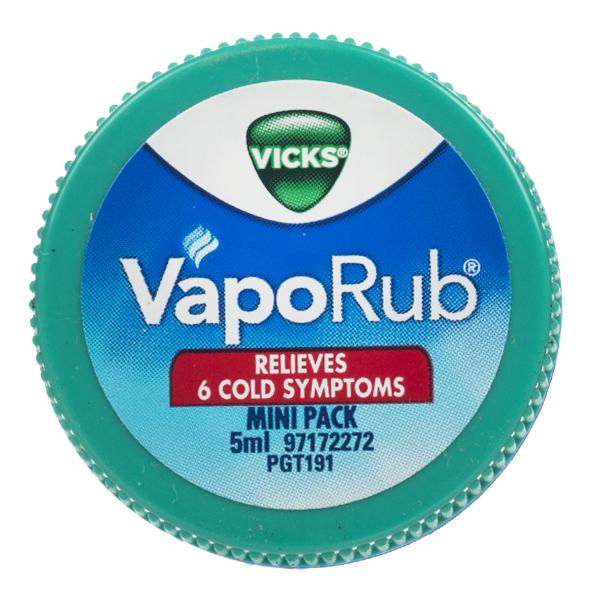 VICKS®
VapoRub®
RELIEVES
6 COLD SYMPTOMS
MINI PACK
5ml 97172272
PGT191